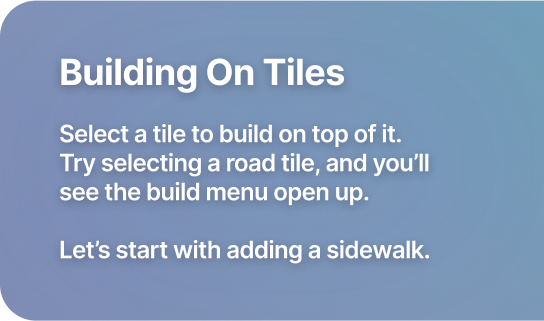 Building On Tiles
Select a tile to build on top of it.
Try selecting a road tile, and you’ll
see the build menu open up.
Let’s start with adding a sidewalk.